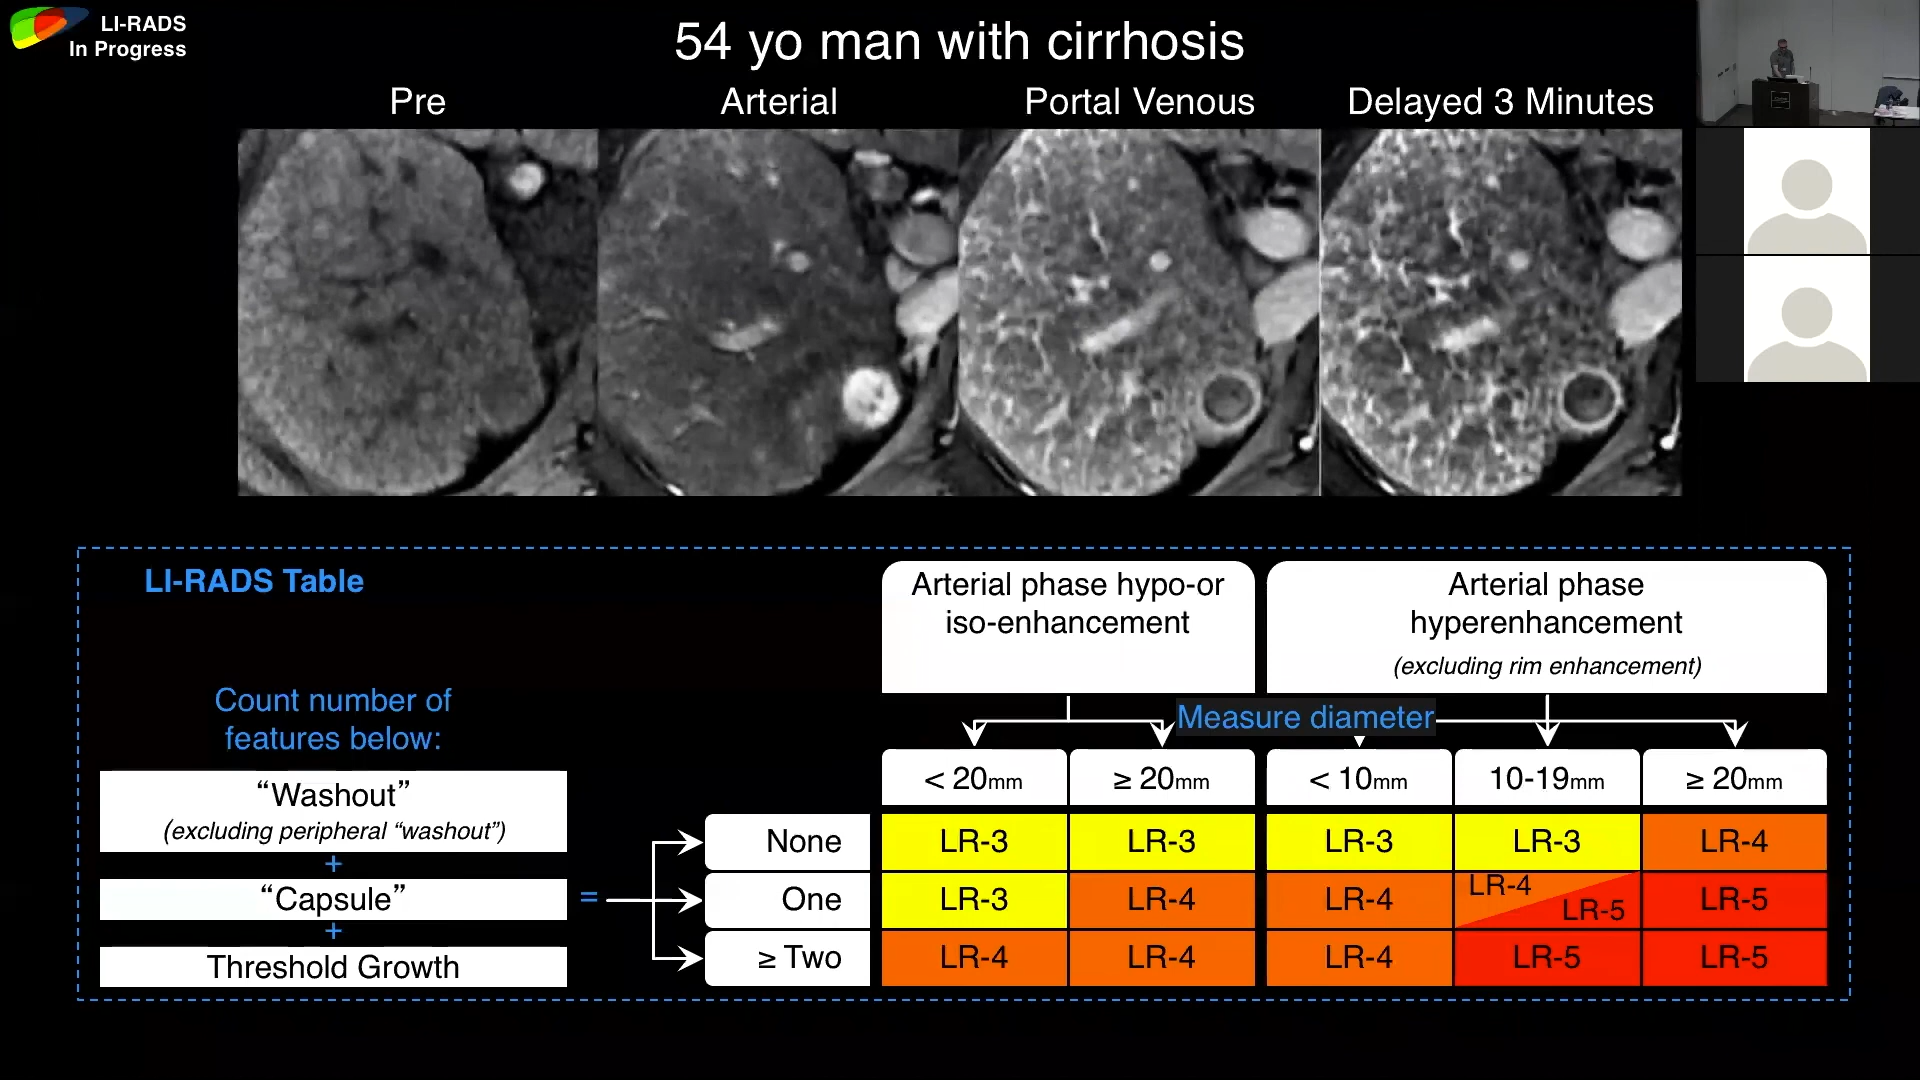 LI-RADS
In Progress
54 yo man with cirrhosis
Pre
Arterial
Portal Venous
Delayed 3 Minutes
LI-RADS Table
Arterial phase hypo-or
iso-enhancement
Arterial phase
hyperenhancement
(excluding rim enhancement)
Count number of
features below:
Measure diameter
“Washout”
(excluding peripheral “washout”)
+
“Capsule”
+
Threshold Growth
=
< 20mm
≥ 20mm
< 10mm
10-19mm
≥ 20mm
None
LR-3
LR-3
LR-3
LR-3
LR-4
One
LR-3
LR-4
LR-4
LR-4
LR-5
LR-5
≥ Two
LR-4
LR-4
LR-4
LR-5
LR-5